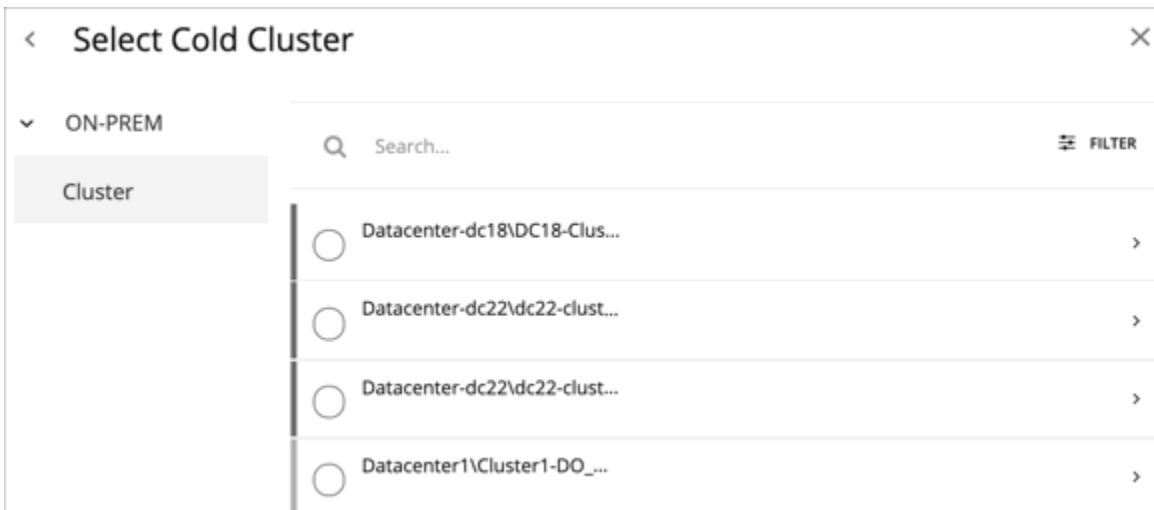 Select Cold Cluster
ON-PREM
Cluster
Search...
FILTER
Datacenter-dc18\DC18-Clus...
Datacenter-dc22\dc22-clust...
Datacenter-dc22\dc22-clust...
Datacenter1\Cluster1-DO_...